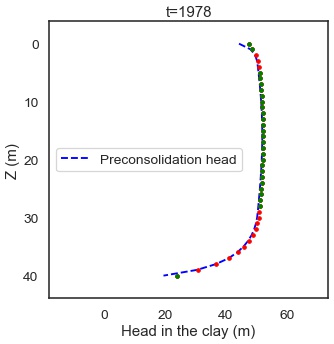 t=1978
0
10
20
30
40
Z (m)
Preconsolidation head
0 20 40 60
Head in the clay (m)